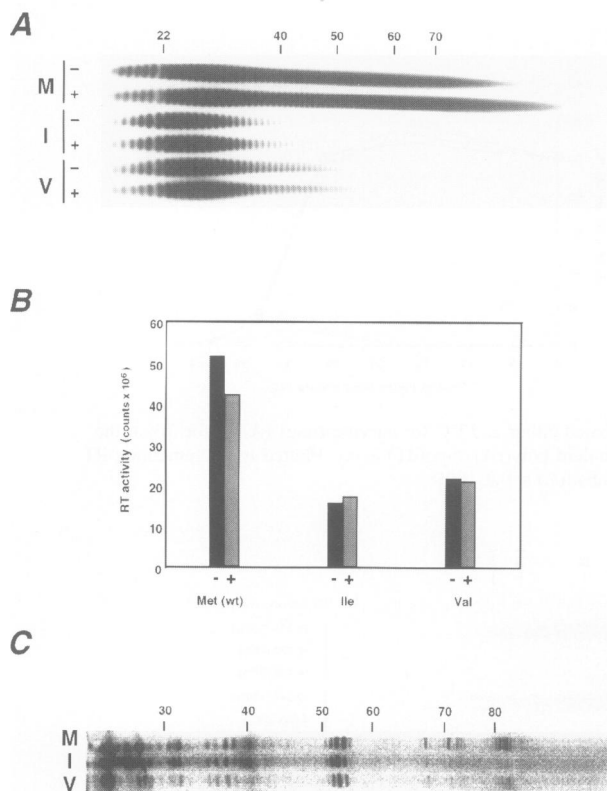 A
22 40 50 60 70
M - +
I - +
V - +
B
RT activity (counts x 10⁶)
60
50
40
30
20
10
0
- + - + - +
Met (wt) Ile Val
C
30 40 50 60 70 80
M
I
V